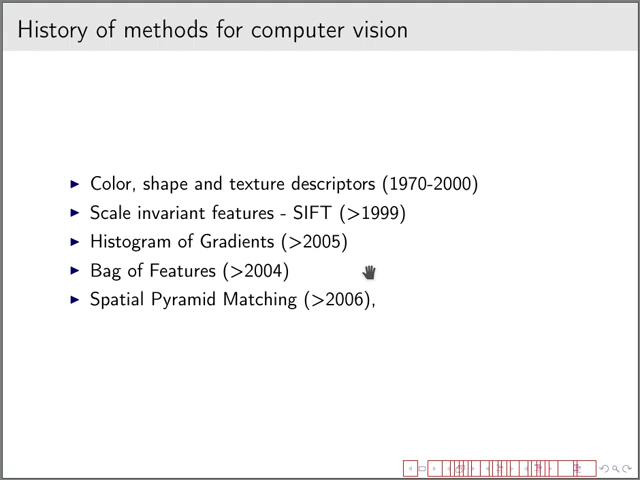 History of methods for computer vision
Color, shape and texture descriptors (1970-2000)
Scale invariant features - SIFT (>1999)
Histogram of Gradients (>2005)
Bag of Features (>2004)
Spatial Pyramid Matching (>2006),